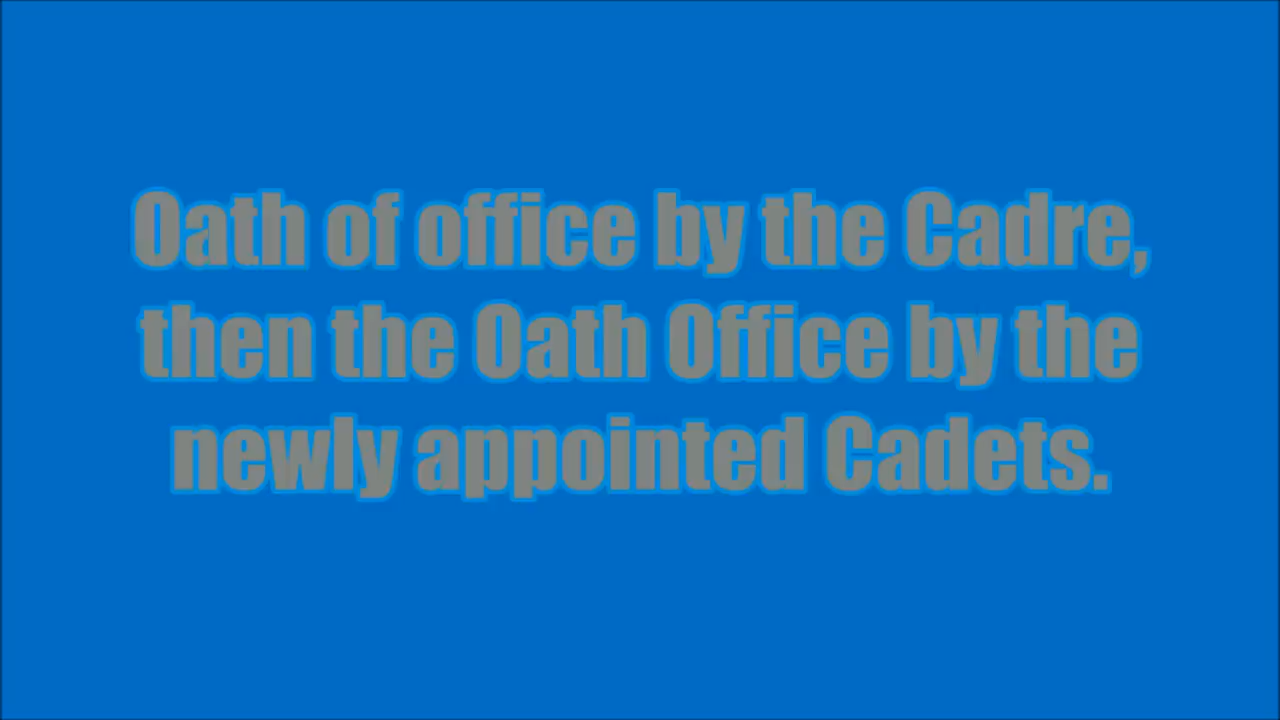 Oath of office by the Cadre,
then the Oath Office by the
newly appointed Cadets.